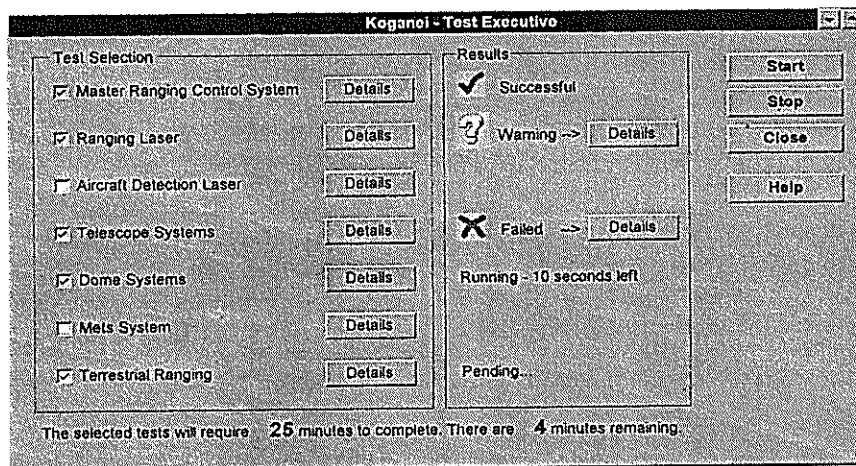 Koganei - Test Executive
Test Selection
Results
Start
Master Ranging Control System Details
Successful
Stop
Ranging Laser Details
Warning --> Details
Close
Aircraft Detection Laser Details
Help
Telescope Systems Details
Failed --> Details
Dome Systems Details
Running - 10 seconds left
Mets System Details
Terrestrial Ranging Details
Pending...
The selected tests will require 25 minutes to complete. There are 4 minutes remaining.